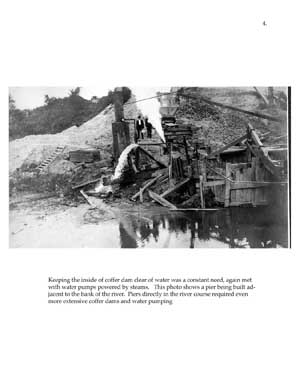 4.
Keeping the inside of coffer dam clear of water was a constant need, again met
with water pumps powered by steams.  This photo shows a pier being built ad-
jacent to the bank of the river.  Piers directly in the river course required even
more extensive coffer dams and water pumping.